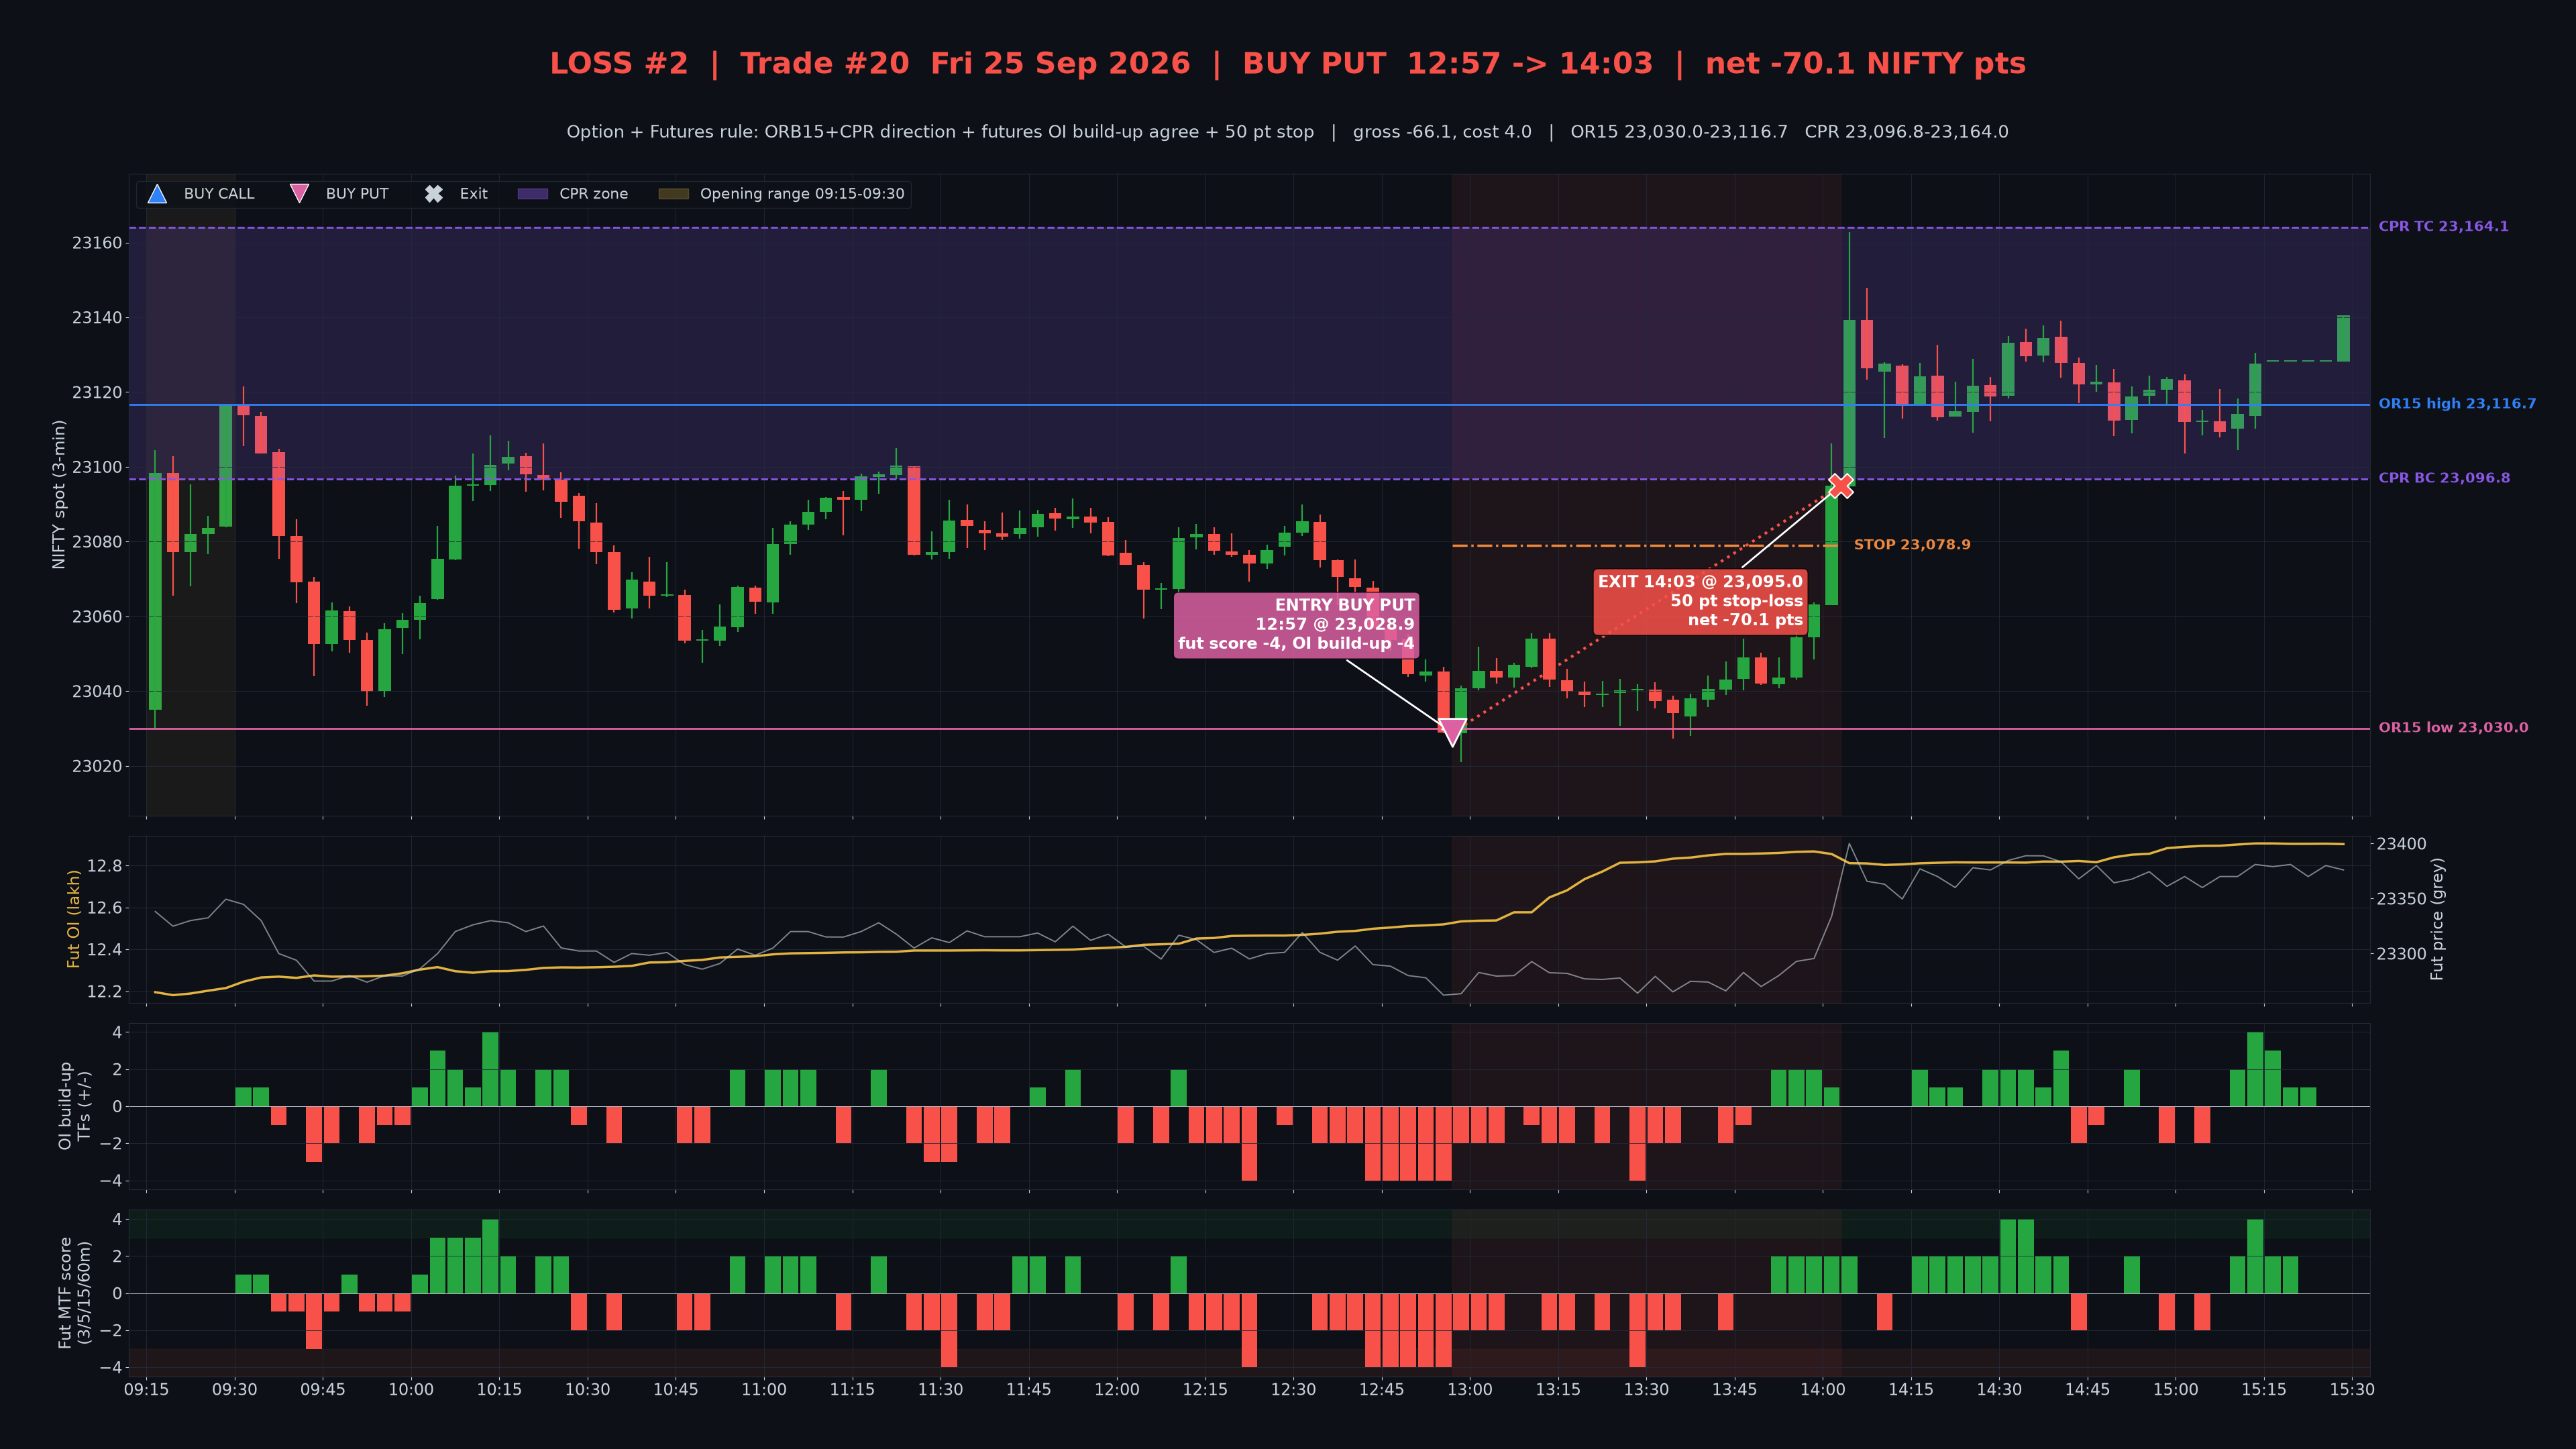 LOSS #2 | Trade #20 Fri 25 Sep 2026 | BUY PUT 12:57 -> 14:03 | net -70.1 NIFTY pts
Option + Futures rule: ORB15+CPR direction + futures OI build-up agree + 50 pt stop | gross -66.1, cost 4.0 | OR15 23,030.0-23,116.7 CPR 23,096.8-23,164.0
BUY CALL BUY PUT Exit CPR zone Opening range 09:15-09:30
NIFTY spot (3-min)
23160
23140
23120
23100
23080
23060
23040
23020
CPR TC 23,164.1
OR15 high 23,116.7
CPR BC 23,096.8
STOP 23,078.9
OR15 low 23,030.0
ENTRY BUY PUT
12:57 @ 23,028.9
fut score -4, OI build-up -4
EXIT 14:03 @ 23,095.0
50 pt stop-loss
net -70.1 pts
Fut OI (lakh)
12.8
12.6
12.4
12.2
23400
23350
23300
Fut price (grey)
OI build-up
TFs (+/-)
4
2
0
−2
−4
Fut MTF score
(3/5/15/60m)
4
2
0
−2
−4
09:15 09:30 09:45 10:00 10:15 10:30 10:45 11:00 11:15 11:30 11:45 12:00 12:15 12:30 12:45 13:00 13:15 13:30 13:45 14:00 14:15 14:30 14:45 15:00 15:15 15:30